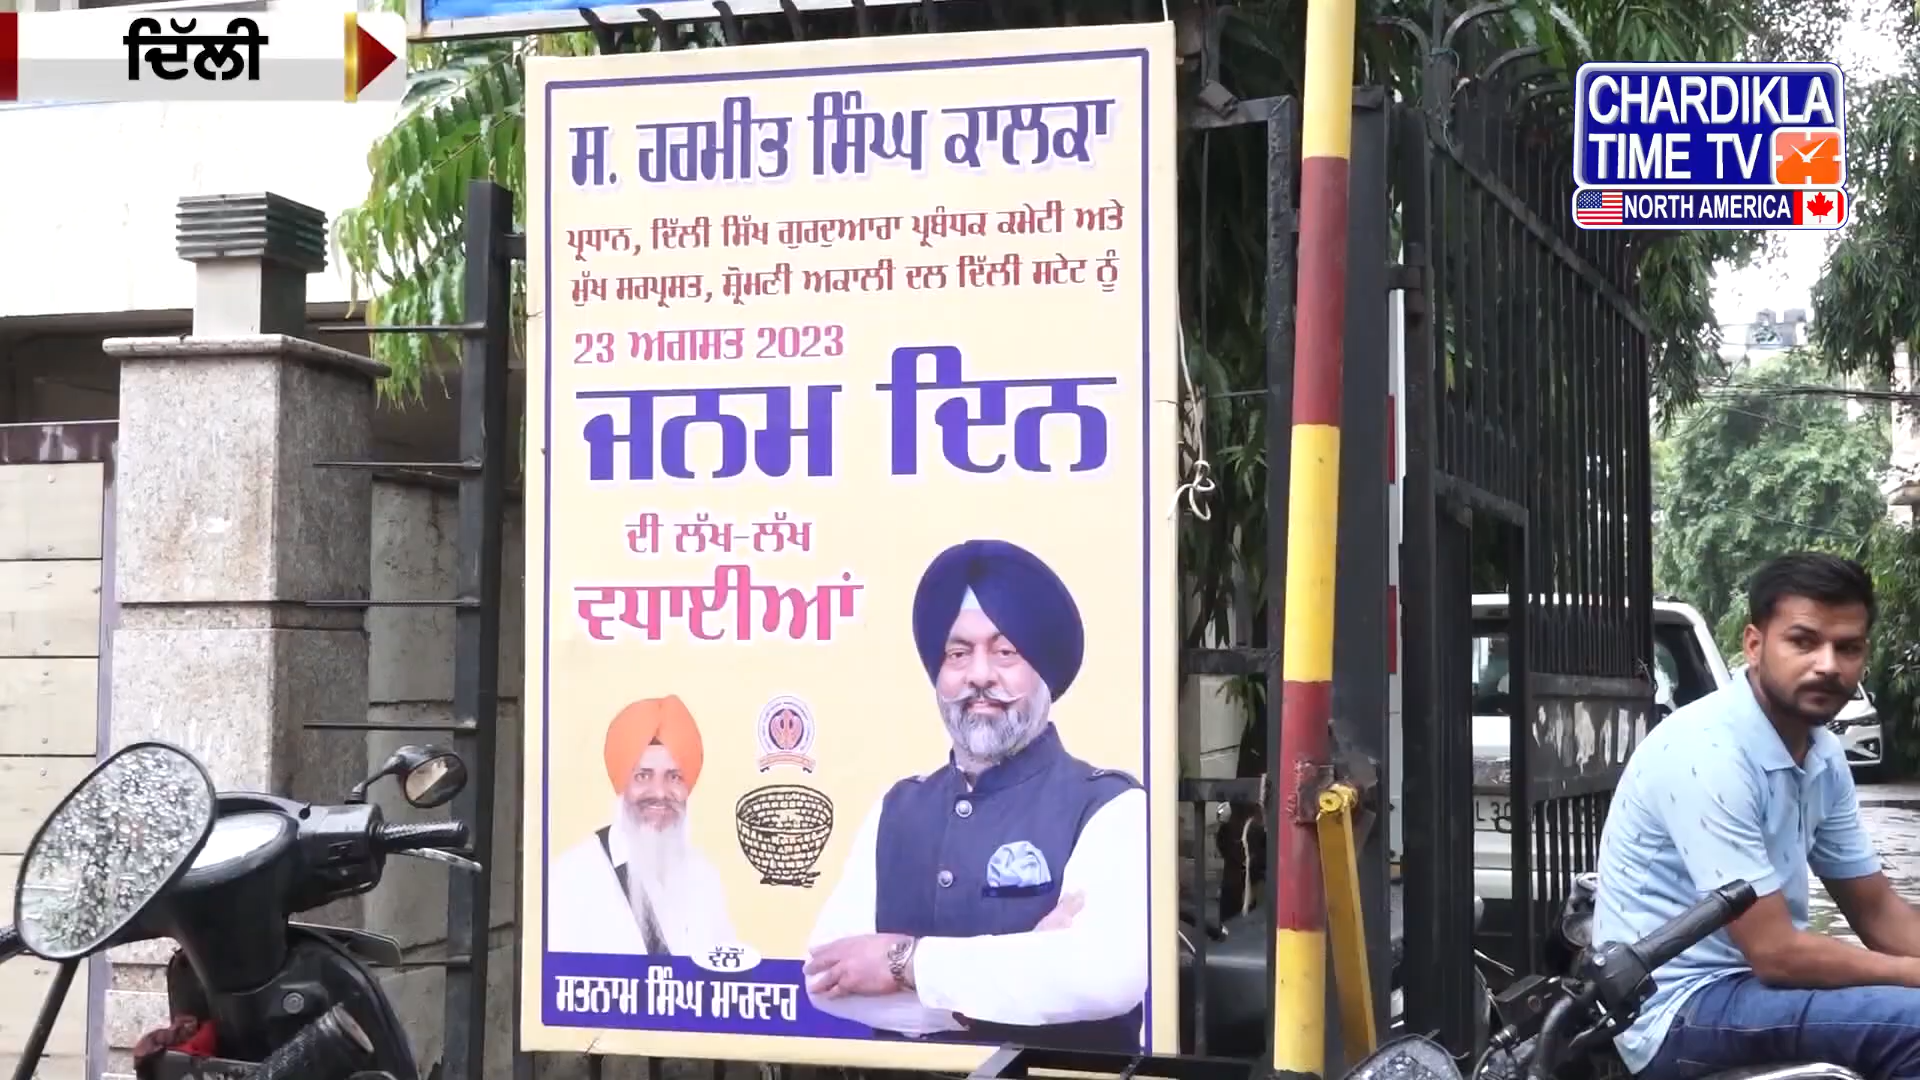 ਦਿੱਲੀ
CHARDIKLA
TIME TV
NORTH AMERICA
ਸ. ਹਰਮੀਤ ਸਿੰਘ ਕਾਲਕਾ
ਪ੍ਰਧਾਨ, ਦਿੱਲੀ ਸਿੱਖ ਗੁਰਦੁਆਰਾ ਪ੍ਰਬੰਧਕ ਕਮੇਟੀ ਅਤੇ
ਮੁੱਖ ਸਰਪ੍ਰਸਤ, ਸ਼੍ਰੋਮਣੀ ਅਕਾਲੀ ਦਲ ਦਿੱਲੀ ਸਟੇਟ ਨੂੰ
23 ਅਗਸਤ 2023
ਜਨਮ ਦਿਨ
ਦੀ ਲੱਖ-ਲੱਖ
ਵਧਾਈਆਂ
ਵੱਲੋਂ
ਸਤਨਾਮ ਸਿੰਘ ਮਾਰਵਾਹ